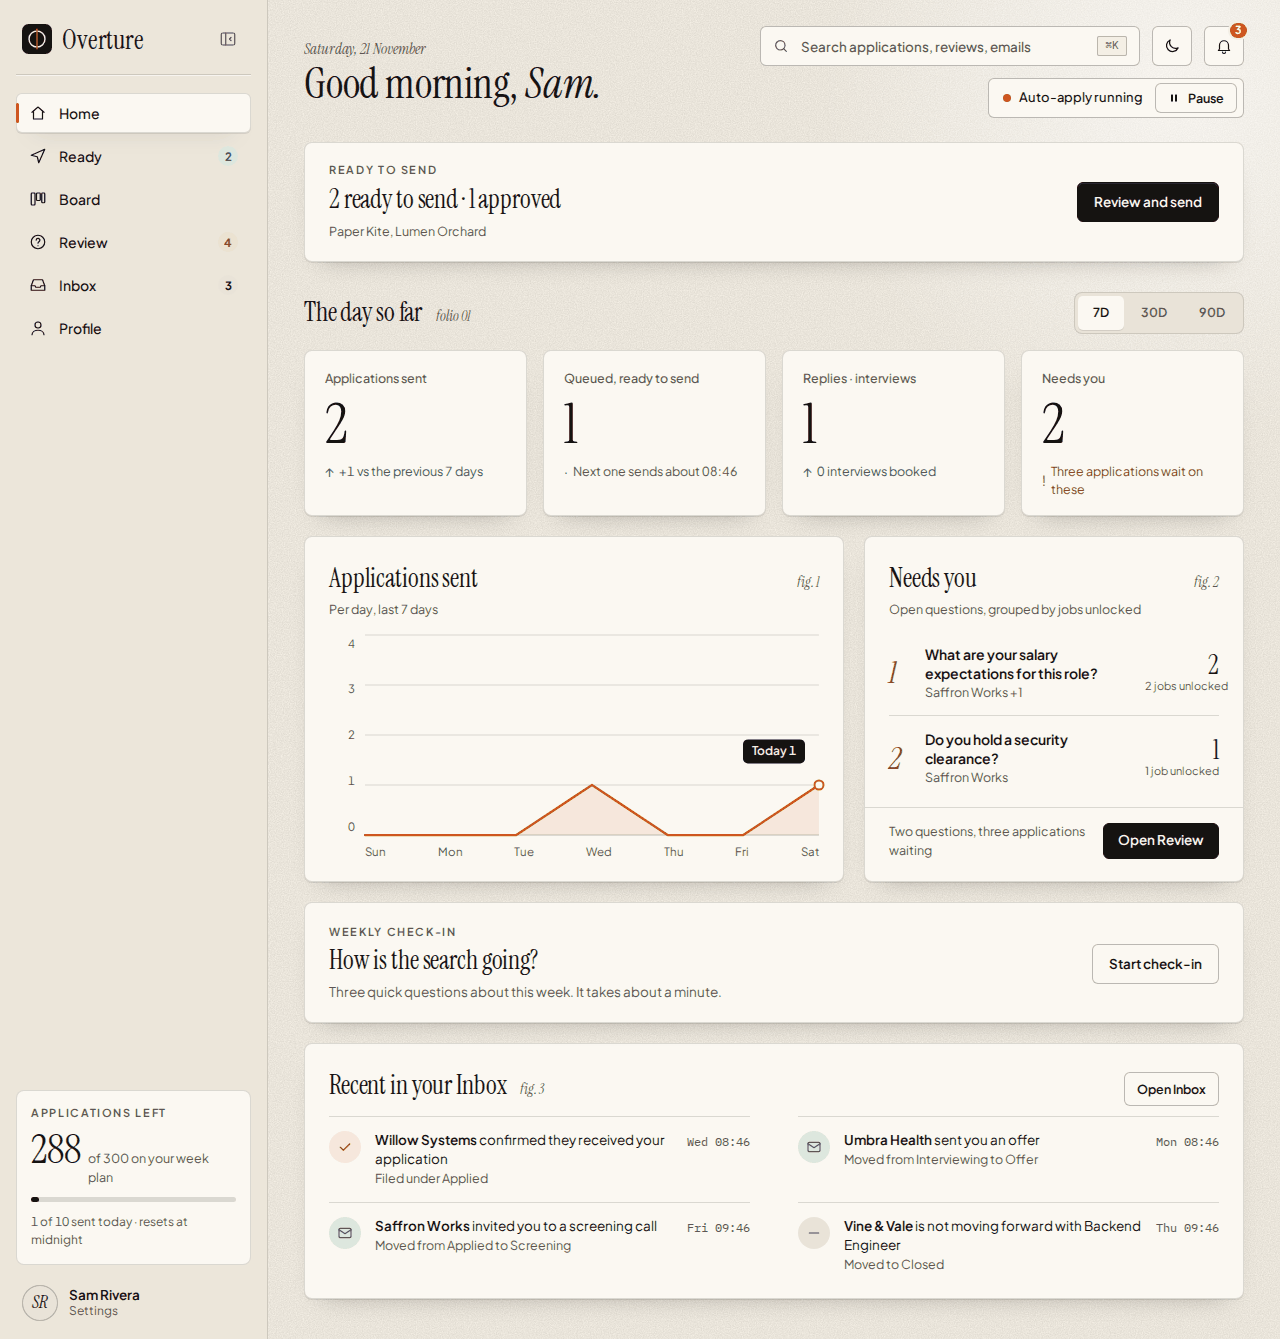 Overture
Home
Ready 2
Board
Review 4
Inbox 3
Profile
APPLICATIONS LEFT
288 of 300 on your week
plan
1 of 10 sent today · resets at
midnight
SR
Sam Rivera
Settings
Saturday, 21 November
Good morning, Sam.
Search applications, reviews, emails ⌘K
3
Auto-apply running
Pause
READY TO SEND
2 ready to send · 1 approved
Paper Kite, Lumen Orchard
Review and send
The day so far folio 01
7D 30D 90D
Applications sent
2
↑ +1 vs the previous 7 days
Queued, ready to send
1
· Next one sends about 08:46
Replies · interviews
1
↑ 0 interviews booked
Needs you
2
! Three applications wait on
these
Applications sent fig. 1
Per day, last 7 days
4
3
2
1
0
Today 1
Sun Mon Tue Wed Thu Fri Sat
Needs you fig. 2
Open questions, grouped by jobs unlocked
1
What are your salary
expectations for this role?
Saffron Works +1
2
2 jobs unlocked
2
Do you hold a security
clearance?
Saffron Works
1
1 job unlocked
Two questions, three applications
waiting
Open Review
WEEKLY CHECK-IN
How is the search going?
Three quick questions about this week. It takes about a minute.
Start check-in
Recent in your Inbox fig. 3
Open Inbox
Willow Systems confirmed they received your
application
Filed under Applied
Wed 08:46
Umbra Health sent you an offer
Moved from Interviewing to Offer
Mon 08:46
Saffron Works invited you to a screening call
Moved from Applied to Screening
Fri 09:46
Vine & Vale is not moving forward with Backend
Engineer
Moved to Closed
Thu 09:46